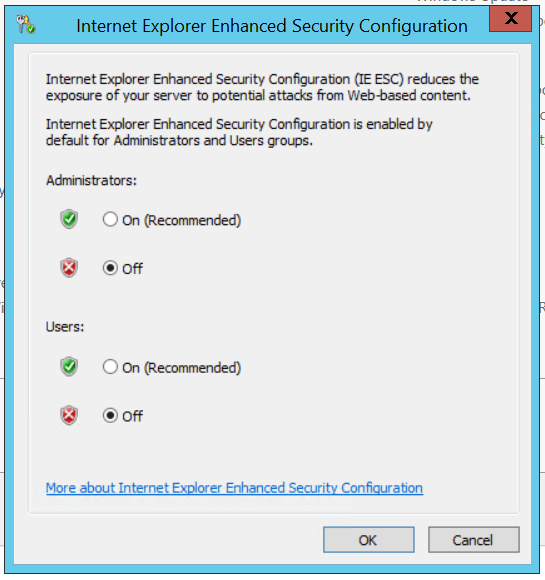 Internet Explorer Enhanced Security Configuration
X
Internet Explorer Enhanced Security Configuration (IE ESC) reduces the
exposure of your server to potential attacks from Web-based content.
Internet Explorer Enhanced Security Configuration is enabled by
default for Administrators and Users groups.
Administrators:
On (Recommended)
Off
Users:
On (Recommended)
Off
More about Internet Explorer Enhanced Security Configuration
OK
Cancel